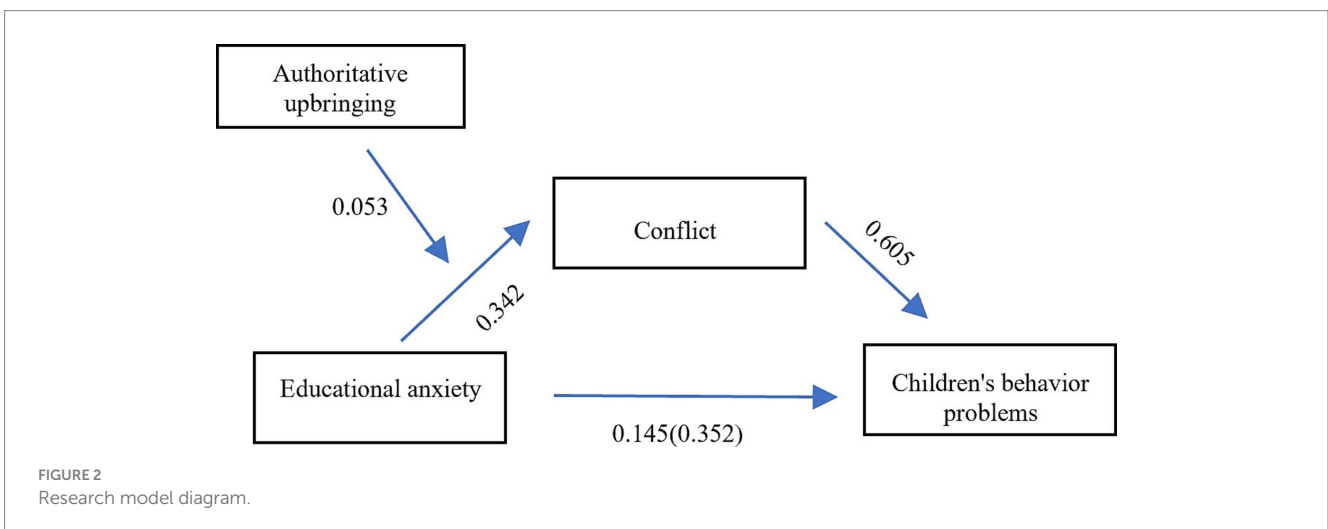 Authoritative
upbringing
0.053
Conflict
0.605
0.342
Educational anxiety
Children's behavior
problems
0.145(0.352)
FIGURE 2
Research model diagram.